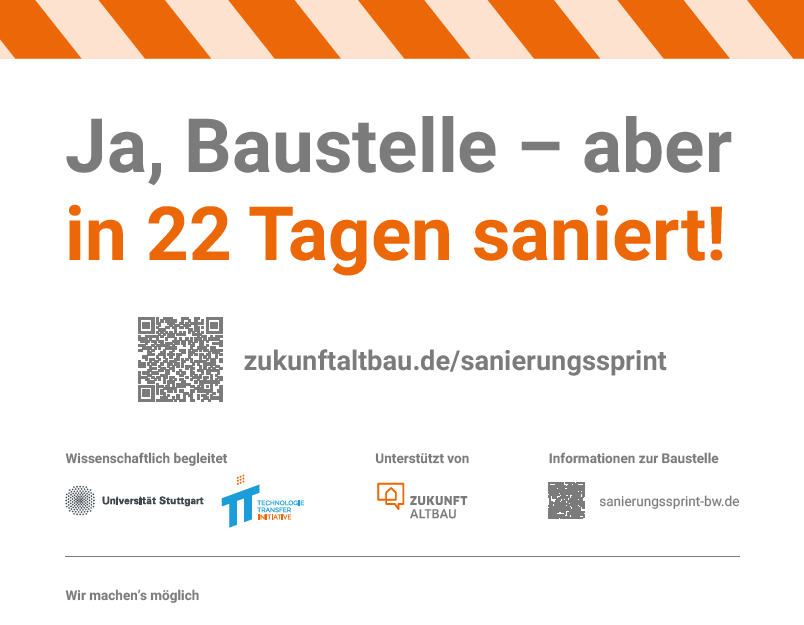 Ja, Baustelle – aber
in 22 Tagen saniert!
zukunftaltbau.de/sanierungssprint
Wissenschaftlich begleitet
Universität Stuttgart
TTI
TECHNOLOGIE
TRANSFER
INITIATIVE
Unterstützt von
ZUKUNFT
ALTBAU
Informationen zur Baustelle
sanierungssprint-bw.de
Wir machen’s möglich